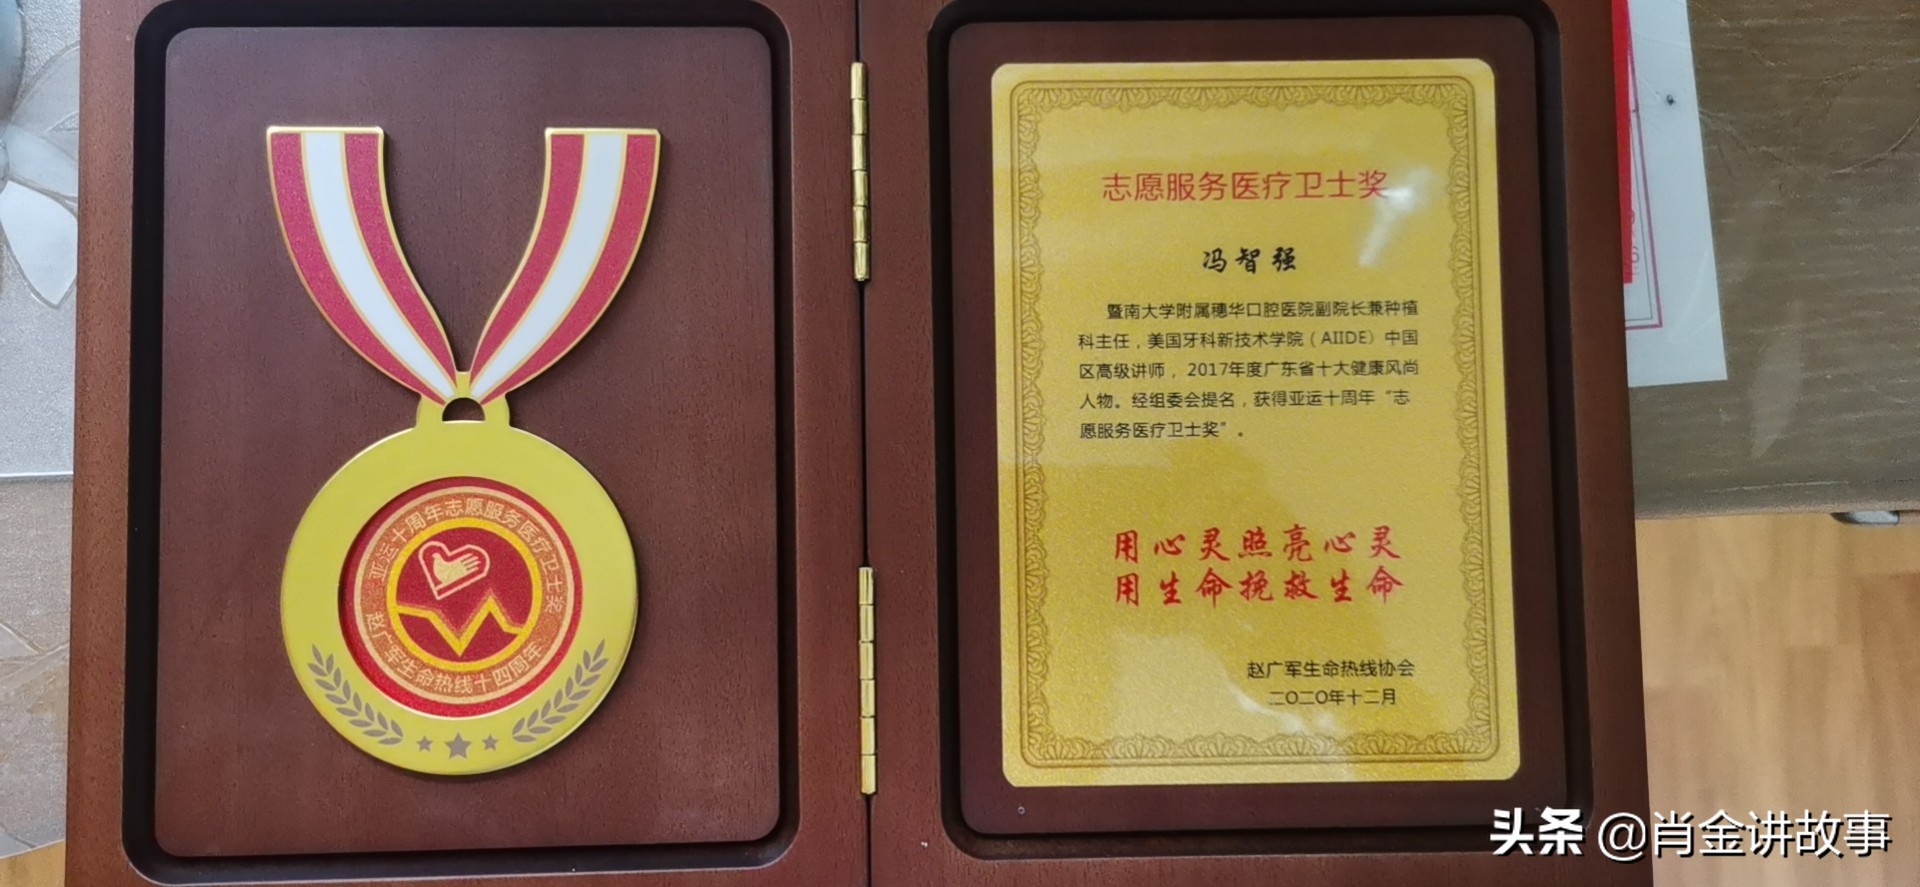 亚运十周年志愿服务医疗卫士奖
赵广军生命热线十四周年
志愿服务医疗卫士奖
冯智强
暨南大学附属穗华口腔医院副院长兼种植
科主任，美国牙科新技术学院（AIIDE）中国
区高级讲师，2017年度广东省十大健康风尚
人物。经组委会提名，获得亚运十周年“志
愿服务医疗卫士奖”。
用心灵照亮心灵
用生命挽救生命
赵广军生命热线协会
二〇二〇年十二月
头条 @肖金讲故事